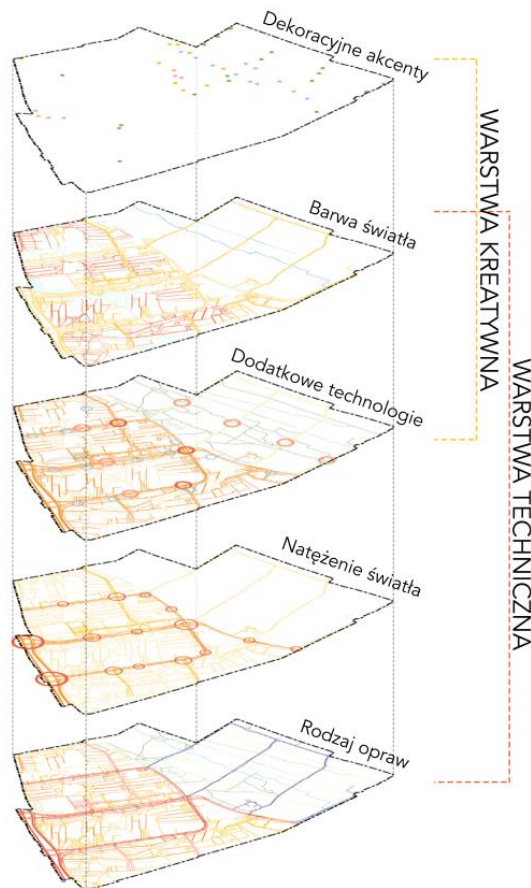 Dekoracyjne akcenty
Barwa światła
Dodatkowe technologie
Natężenie światła
Rodzaj opraw
WARSTWA KREATYWNA
WARSTWA TECHNICZNA